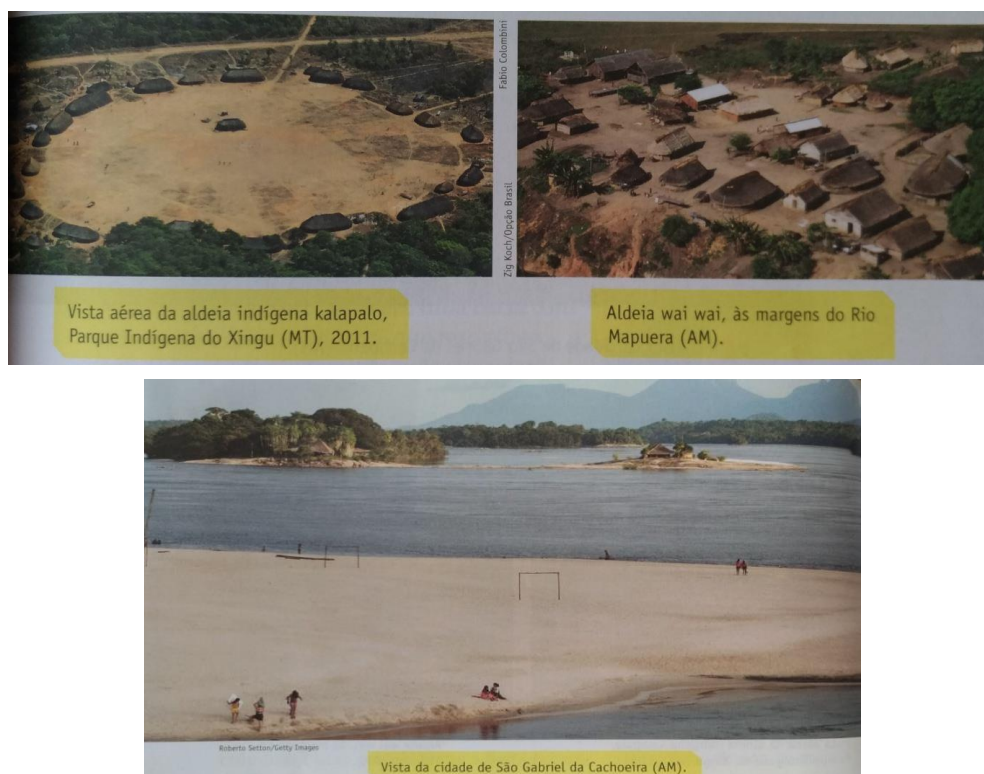 Fabio Colombini
Zig Koch/Opção Brasil
Vista aérea da aldeia indígena kalapalo,
Parque Indígena do Xingu (MT), 2011.
Aldeia wai wai, às margens do Rio
Mapuera (AM).
Roberto Setton/Getty Images
Vista da cidade de São Gabriel da Cachoeira (AM).